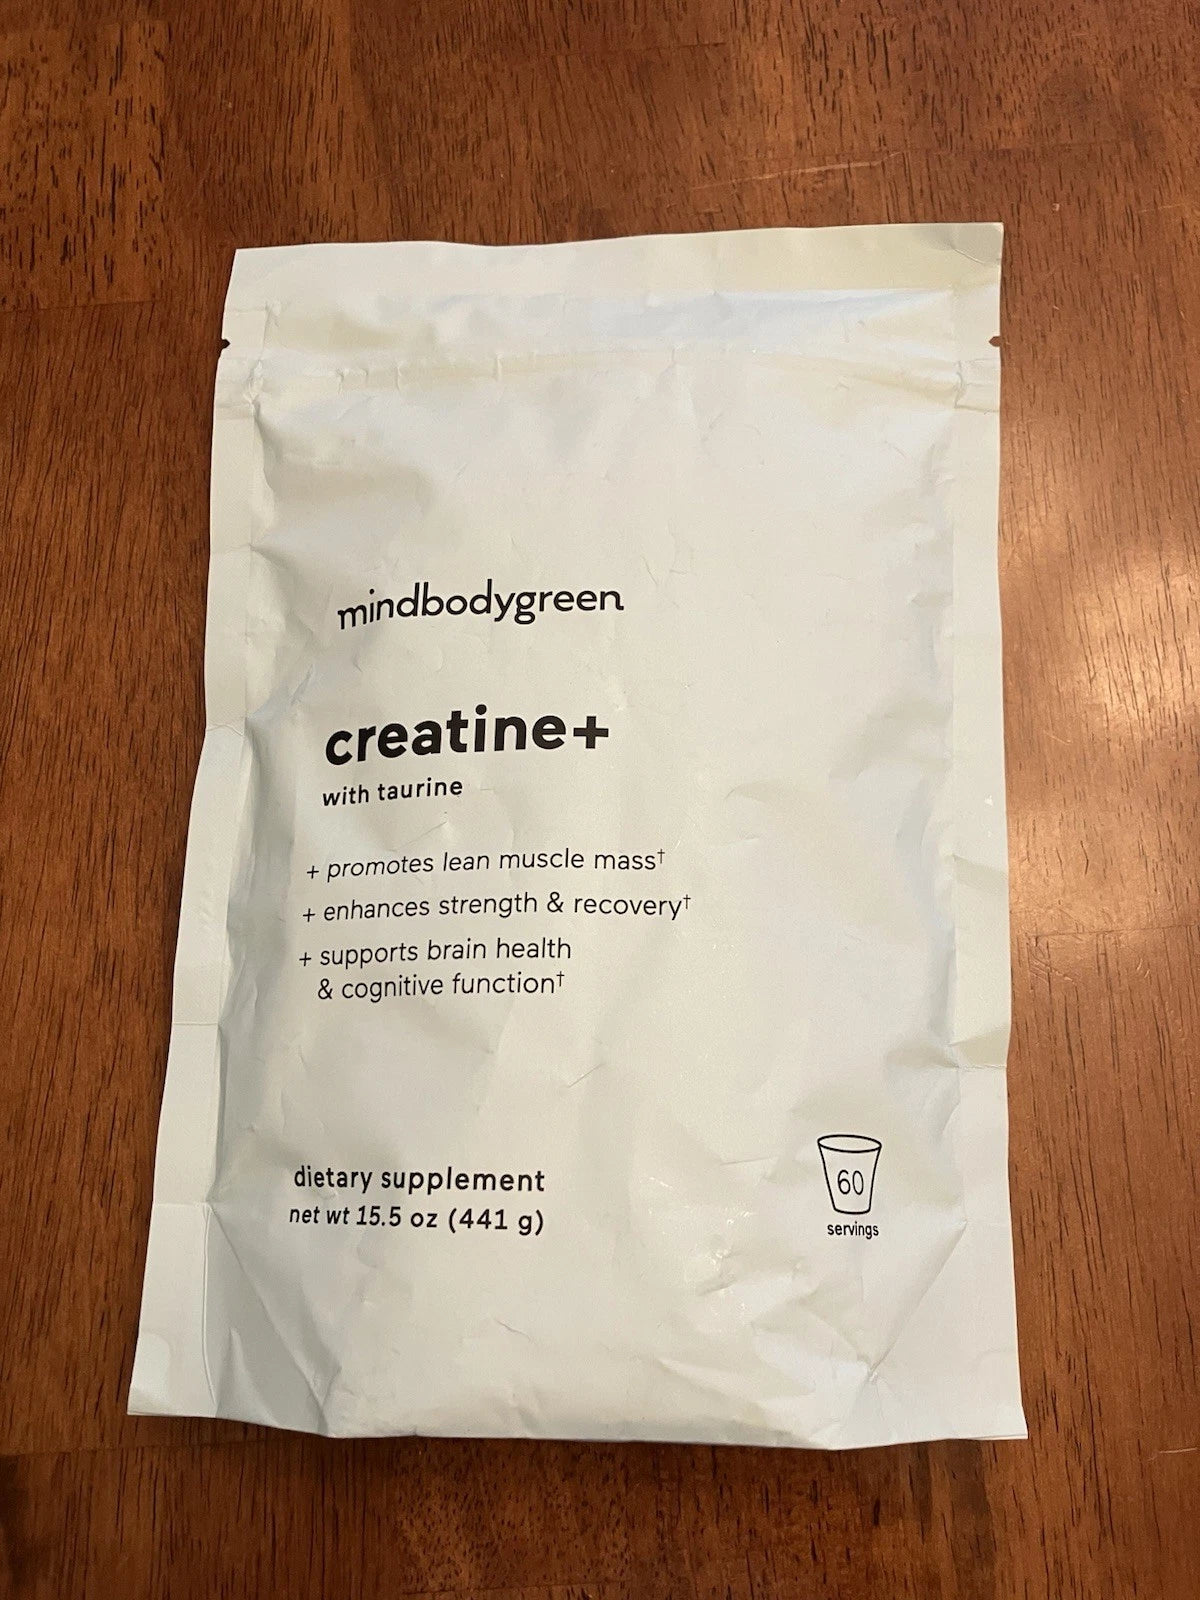 mindbodygreen
creatine+
with taurine
+ promotes lean muscle mass†
+ enhances strength & recovery†
+ supports brain health
& cognitive function†
dietary supplement
net wt 15.5 oz (441 g)
60
servings